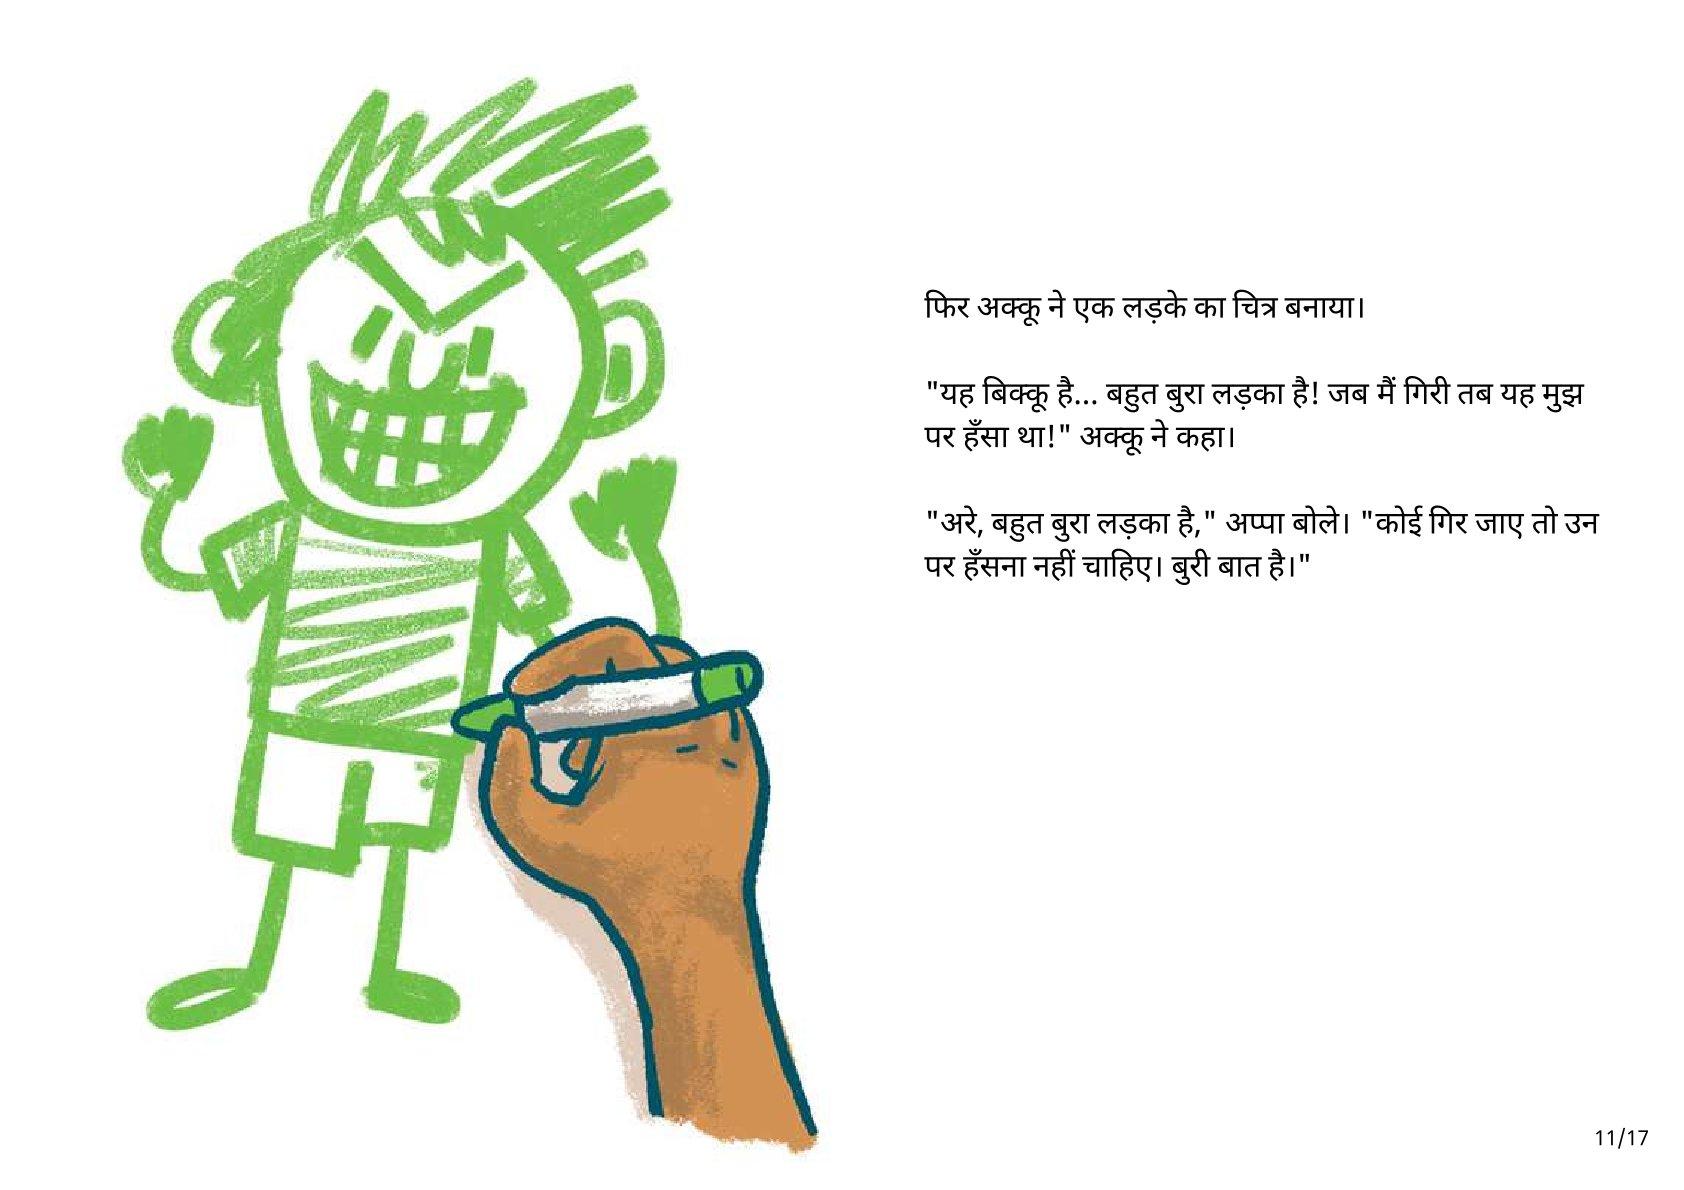 फिर अक्कू ने एक लड़के का चित्र बनाया।
"यह बिक्कू है... बहुत बुरा लड़का है! जब मैं गिरी तब यह मुझ
पर हँसा था!" अक्कू ने कहा।
"अरे, बहुत बुरा लड़का है," अप्पा बोले। "कोई गिर जाए तो उन
पर हँसना नहीं चाहिए। बुरी बात है।"
11/17